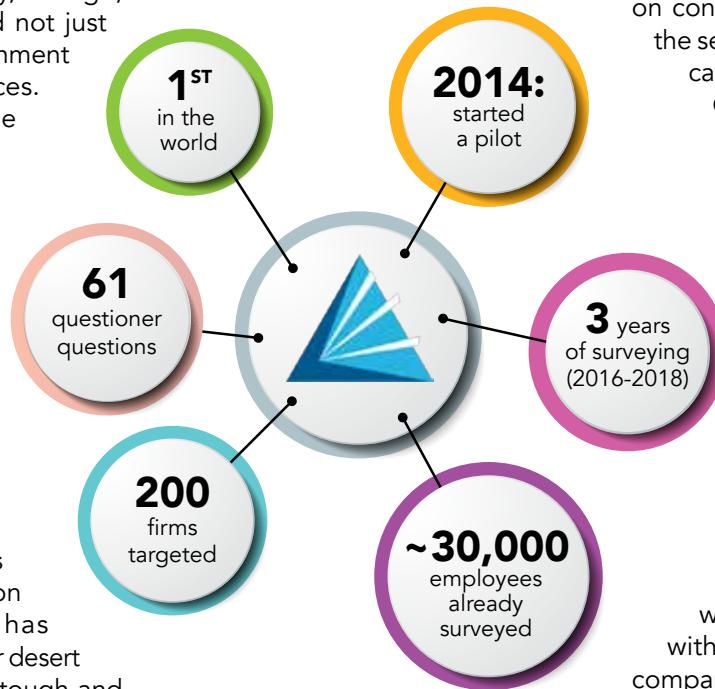 d not just
nment
ces.
e
on con
the se
ca
1ST
in the
world
2014:
started
a pilot
61
questioner
questions
3 years
of surveying
(2016-2018)
200
firms
targeted
~30,000
employees
already
surveyed
s
on
has
r desert
tough and
w
with
compa